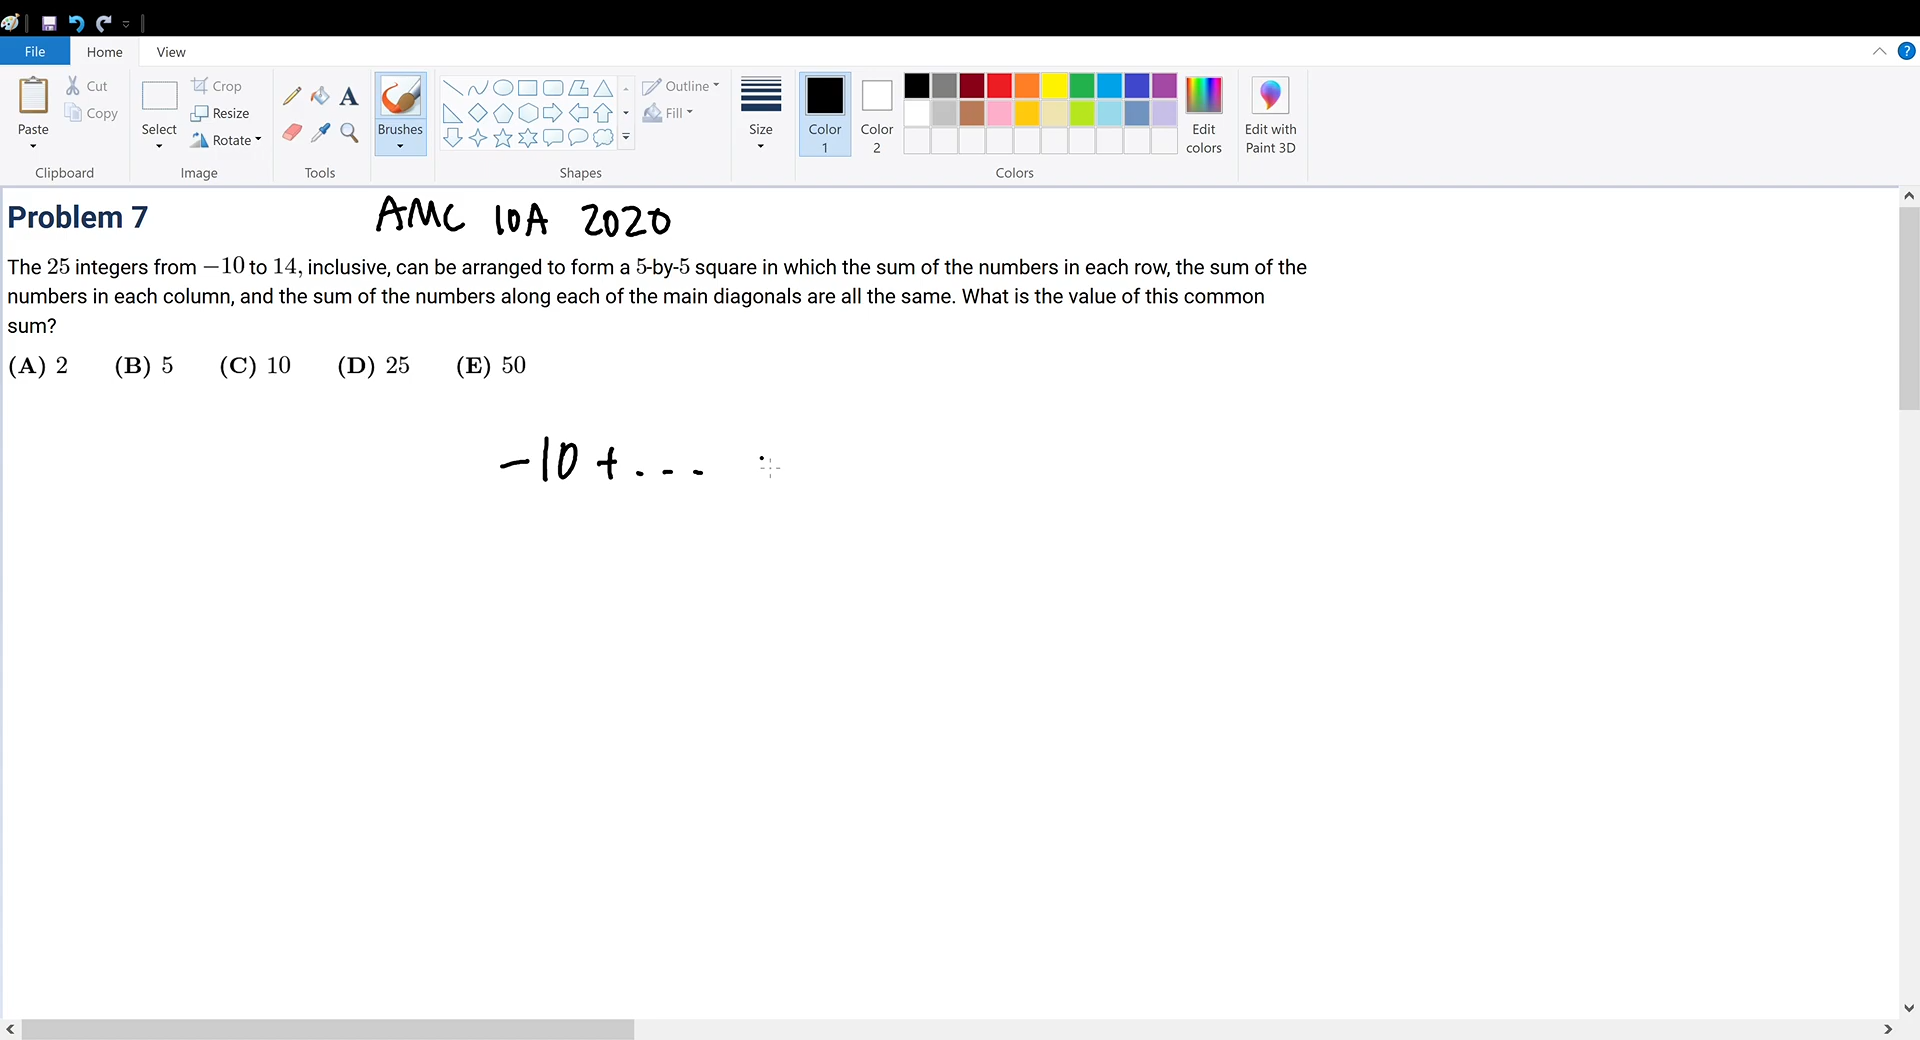 File Home View
Paste Cut Copy Select Crop Resize Rotate A Brushes Outline Fill Size Color 1 Color 2 Edit colors Edit with Paint 3D ?
Clipboard Image Tools Shapes Colors
Problem 7 AMC 10A 2020
The 25 integers from −10 to 14, inclusive, can be arranged to form a 5-by-5 square in which the sum of the numbers in each row, the sum of the
numbers in each column, and the sum of the numbers along each of the main diagonals are all the same. What is the value of this common
sum?
(A) 2 (B) 5 (C) 10 (D) 25 (E) 50
-10 + . . .